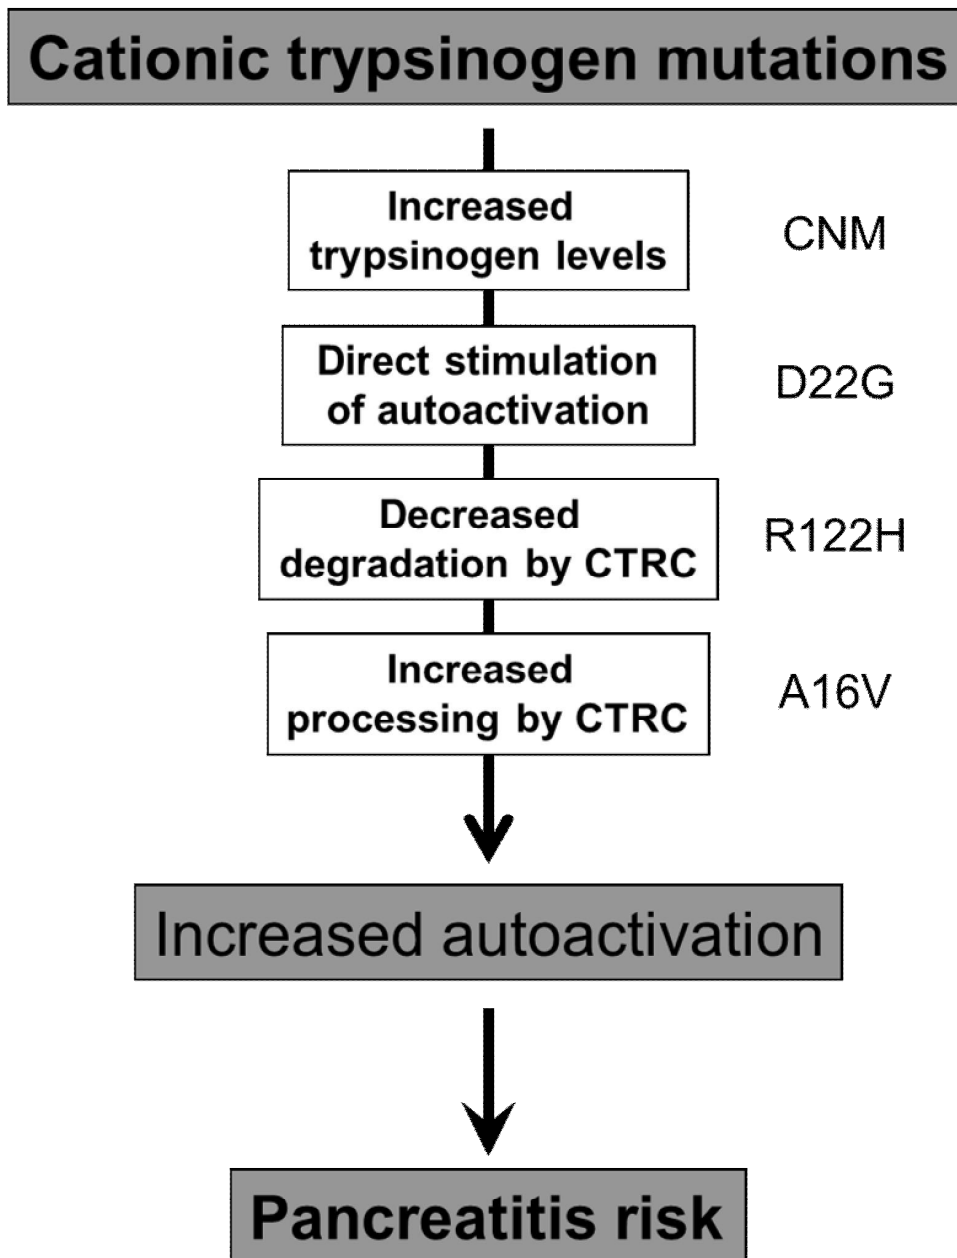 Cationic trypsinogen mutations
Increased
trypsinogen levels
CNM
Direct stimulation
of autoactivation
D22G
Decreased
degradation by CTRC
R122H
Increased
processing by CTRC
A16V
Increased autoactivation
Pancreatitis risk